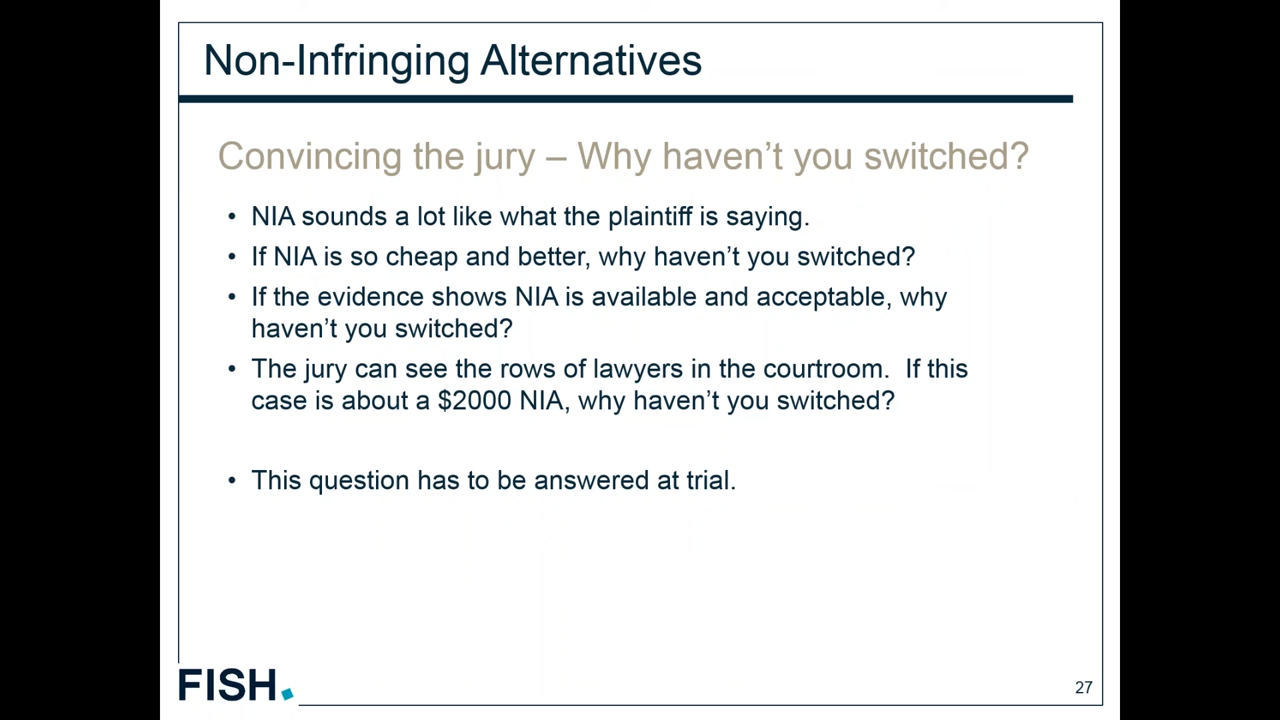 Non-Infringing Alternatives
Convincing the jury – Why haven’t you switched?
• NIA sounds a lot like what the plaintiff is saying.
• If NIA is so cheap and better, why haven’t you switched?
• If the evidence shows NIA is available and acceptable, why
haven’t you switched?
• The jury can see the rows of lawyers in the courtroom.  If this
case is about a $2000 NIA, why haven’t you switched?
• This question has to be answered at trial.
FISH.
27